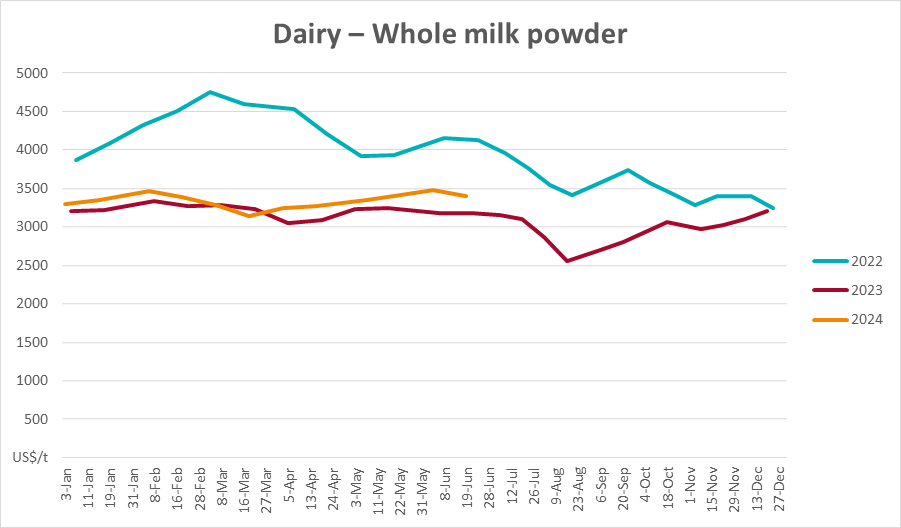 Dairy – Whole milk powder
5000
4500
4000
3500
3000
2500
2000
1500
1000
500
US$/t
3-Jan
11-Jan
19-Jan
31-Jan
8-Feb
16-Feb
28-Feb
8-Mar
16-Mar
27-Mar
5-Apr
13-Apr
24-Apr
3-May
11-May
22-May
31-May
8-Jun
19-Jun
28-Jun
12-Jul
26-Jul
9-Aug
23-Aug
6-Sep
20-Sep
4-Oct
18-Oct
1-Nov
15-Nov
29-Nov
13-Dec
27-Dec
2022
2023
2024